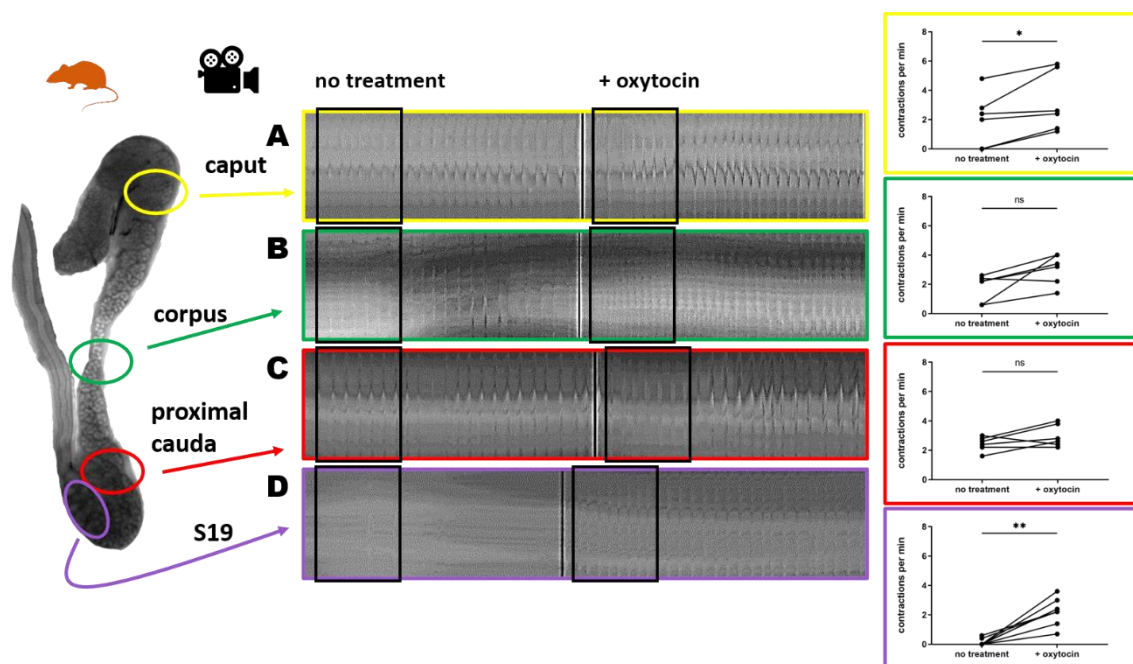 no treatment
+ oxytocin
A
caput
B
corpus
C
proximal
cauda
D
S19
contractions per min
8
6
4
2
0
*
no treatment
+ oxytocin
contractions per min
8
6
4
2
0
ns
no treatment
+ oxytocin
contractions per min
8
6
4
2
0
ns
no treatment
+ oxytocin
contractions per min
8
6
4
2
0
**
no treatment
+ oxytocin